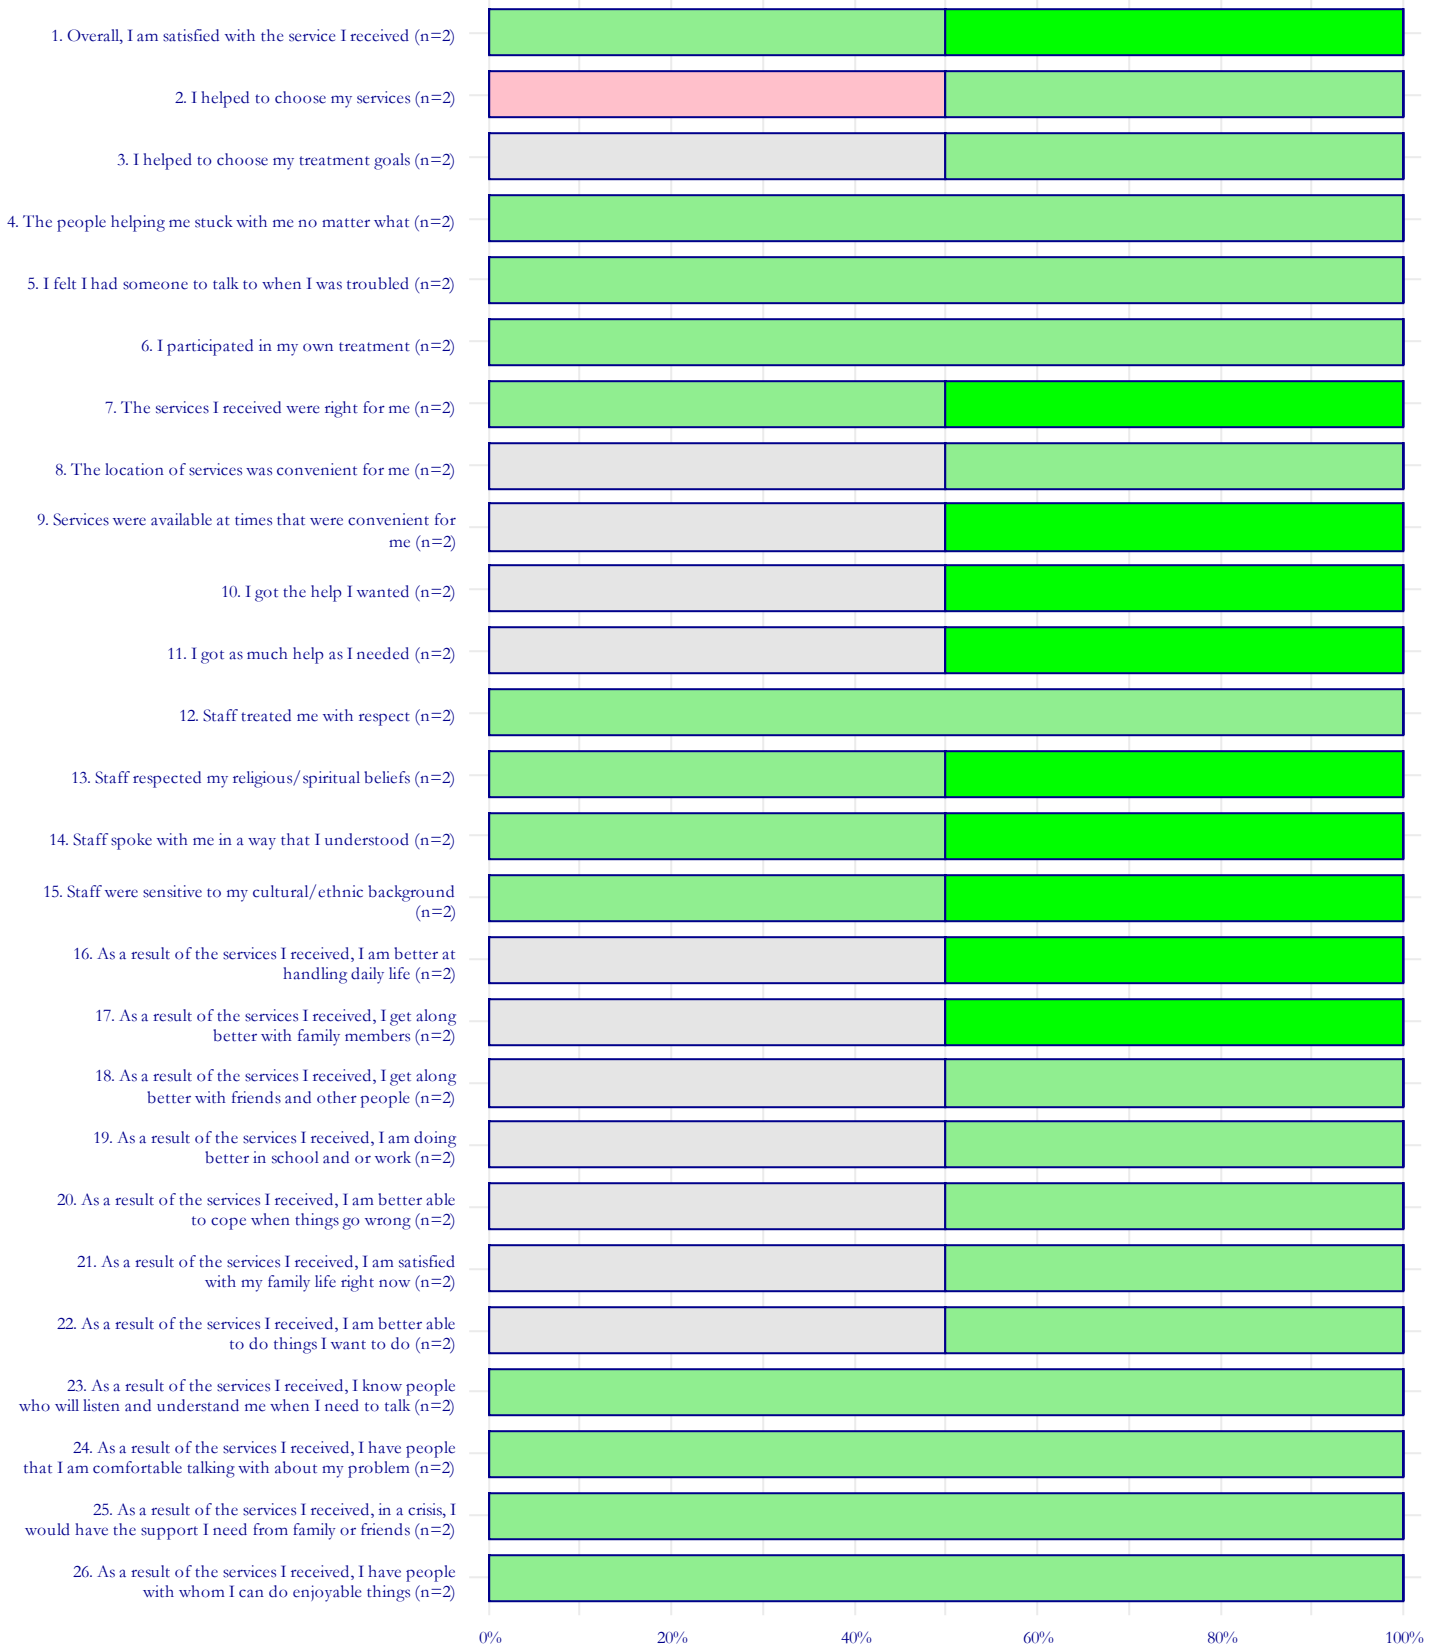 1. Overall, I am satisfied with the service I received (n=2)
2. I helped to choose my services (n=2)
3. I helped to choose my treatment goals (n=2)
4. The people helping me stuck with me no matter what (n=2)
5. I felt I had someone to talk to when I was troubled (n=2)
6. I participated in my own treatment (n=2)
7. The services I received were right for me (n=2)
8. The location of services was convenient for me (n=2)
9. Services were available at times that were convenient for
me (n=2)
10. I got the help I wanted (n=2)
11. I got as much help as I needed (n=2)
12. Staff treated me with respect (n=2)
13. Staff respected my religious/spiritual beliefs (n=2)
14. Staff spoke with me in a way that I understood (n=2)
15. Staff were sensitive to my cultural/ethnic background
(n=2)
16. As a result of the services I received, I am better at
handling daily life (n=2)
17. As a result of the services I received, I get along
better with family members (n=2)
18. As a result of the services I received, I get along
better with friends and other people (n=2)
19. As a result of the services I received, I am doing
better in school and or work (n=2)
20. As a result of the services I received, I am better able
to cope when things go wrong (n=2)
21. As a result of the services I received, I am satisfied
with my family life right now (n=2)
22. As a result of the services I received, I am better able
to do things I want to do (n=2)
23. As a result of the services I received, I know people
who will listen and understand me when I need to talk (n=2)
24. As a result of the services I received, I have people
that I am comfortable talking with about my problem (n=2)
25. As a result of the services I received, in a crisis, I
would have the support I need from family or friends (n=2)
26. As a result of the services I received, I have people
with whom I can do enjoyable things (n=2)
0% 20% 40% 60% 80% 100%